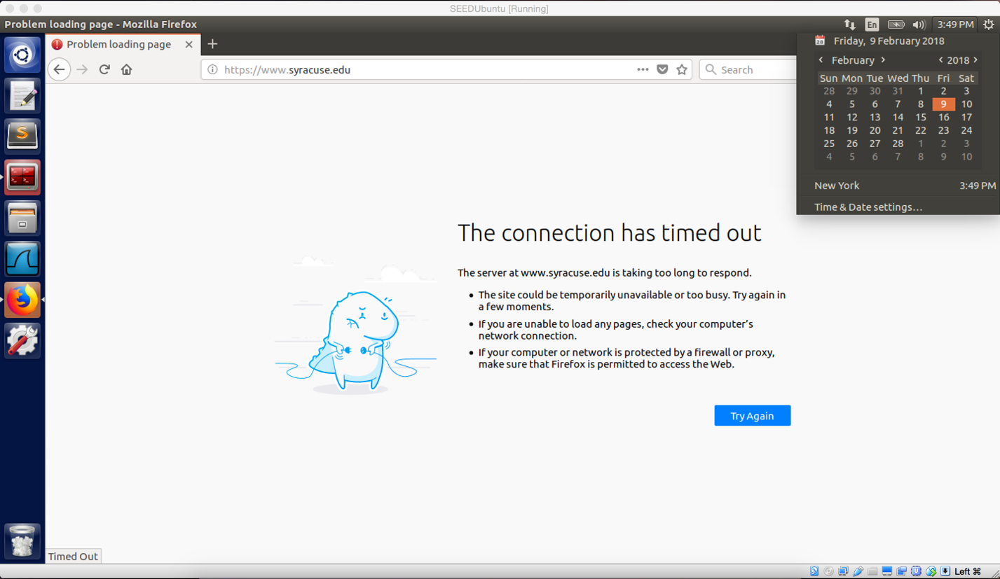 SEEDUbuntu [Running]
Problem loading page - Mozilla Firefox
En
3:49 PM
Problem loading page
https://www.syracuse.edu
Search
28
Friday, 9 February 2018
February
2018
Sun Mon Tue Wed Thu Fri Sat
28 29 30 31 1 2 3
4 5 6 7 8 9 10
11 12 13 14 15 16 17
18 19 20 21 22 23 24
25 26 27 28 1 2 3
4 5 6 7 8 9 10
New York 3:49 PM
Time & Date settings...
S
The connection has timed out
The server at www.syracuse.edu is taking too long to respond.
• The site could be temporarily unavailable or too busy. Try again in
a few moments.
• If you are unable to load any pages, check your computer’s
network connection.
• If your computer or network is protected by a firewall or proxy,
make sure that Firefox is permitted to access the Web.
Try Again
Timed Out
Left ⌘